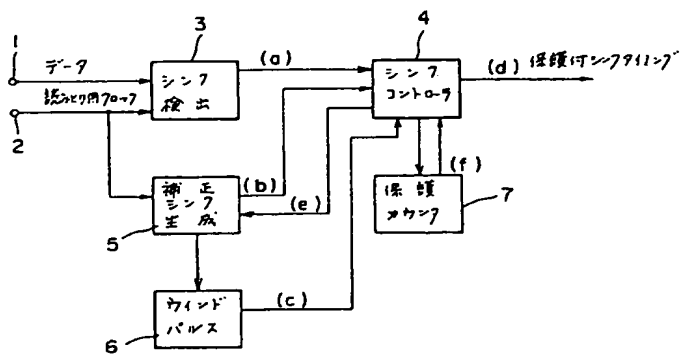 1
データ
2
読みとり用クロック
3
シンク
検出
(a)
4
シンク
コントローラ
(d) 保護付シンクタイミング
(b)
(e)
(f)
5
補正
シンク
生成
保護
カウンタ
7
(c)
6
ウィンド
パルス